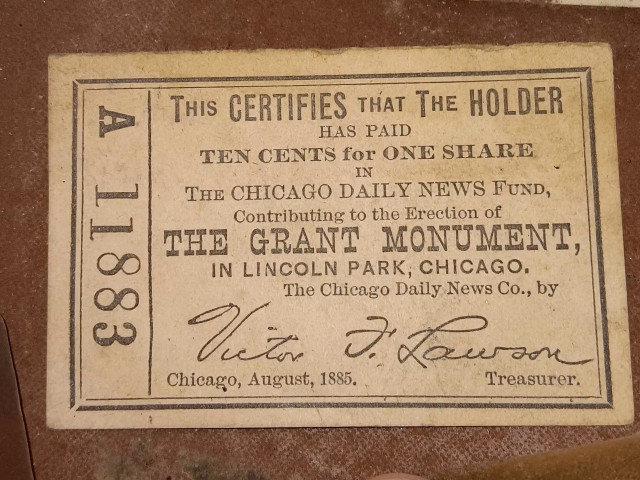 A 11883
THIS CERTIFIES THAT THE HOLDER
HAS PAID
TEN CENTS for ONE SHARE
IN
THE CHICAGO DAILY NEWS FUND,
Contributing to the Erection of
THE GRANT MONUMENT,
IN LINCOLN PARK, CHICAGO.
The Chicago Daily News Co., by
Victor F. Lawson
Chicago, August, 1885. Treasurer.